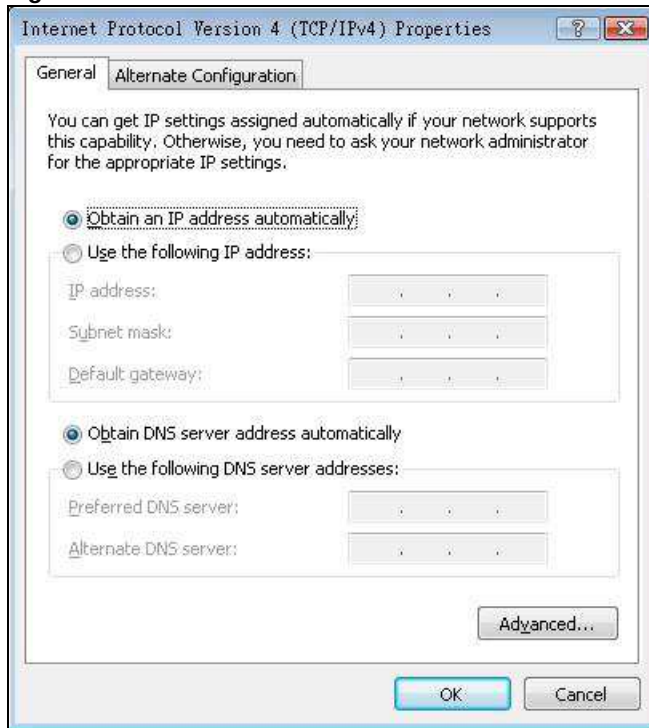 Internet Protocol Version 4 (TCP/IPv4) Properties
General
Alternate Configuration
You can get IP settings assigned automatically if your network supports
this capability. Otherwise, you need to ask your network administrator
for the appropriate IP settings.
Obtain an IP address automatically
Use the following IP address:
IP address:
Subnet mask:
Default gateway:
Obtain DNS server address automatically
Use the following DNS server addresses:
Preferred DNS server:
Alternate DNS server:
Advanced...
OK
Cancel